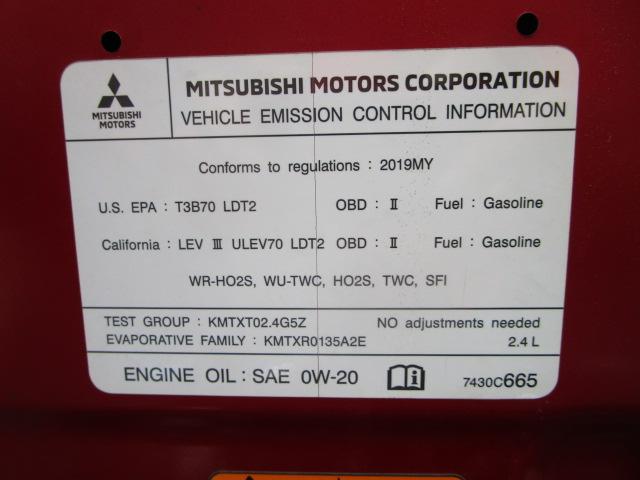 MITSUBISHI
MOTORS
MITSUBISHI MOTORS CORPORATION
VEHICLE EMISSION CONTROL INFORMATION
Conforms to regulations : 2019MY
U.S. EPA : T3B70 LDT2 OBD : Ⅱ Fuel : Gasoline
California : LEV Ⅲ ULEV70 LDT2 OBD : Ⅱ Fuel : Gasoline
WR-HO2S, WU-TWC, HO2S, TWC, SFI
TEST GROUP : KMTXT02.4G5Z NO adjustments needed
EVAPORATIVE FAMILY : KMTXR0135A2E 2.4 L
ENGINE OIL : SAE 0W-20 7430C665